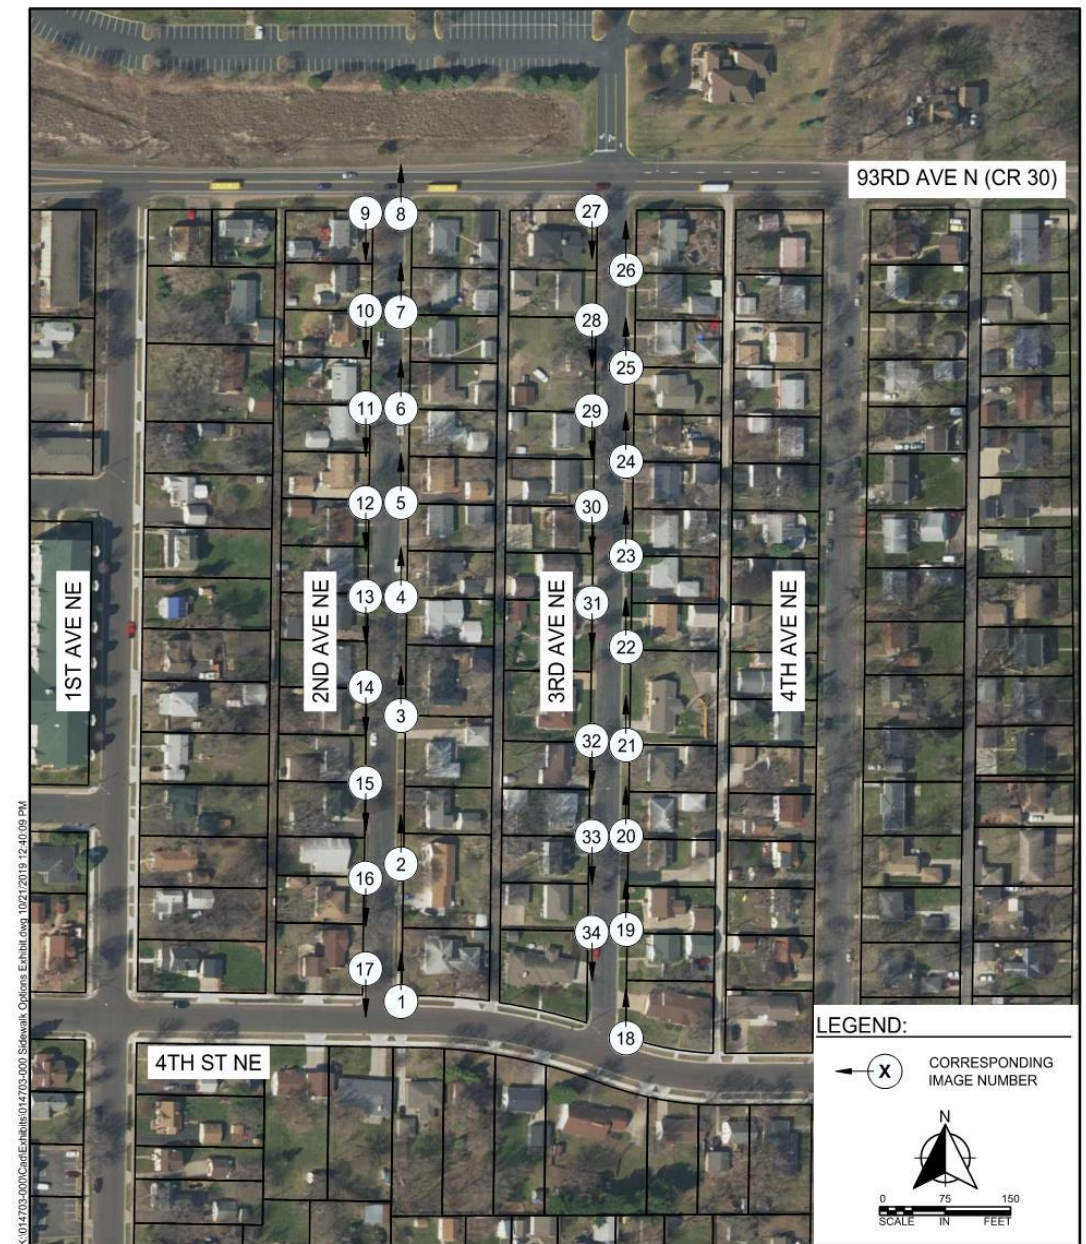 93RD AVE N (CR 30)
9
8
27
26
10
7
28
25
11
6
29
24
12
5
30
23
13
4
31
22
1ST AVE NE
2ND AVE NE
3RD AVE NE
4TH AVE NE
14
3
32
21
15
33
20
16
2
34
19
17
1
18
4TH ST NE
LEGEND:
X
CORRESPONDING
IMAGE NUMBER
N
0 75 150
SCALE IN FEET
K:\014703-000\Cad\Exhibits\014703-000 Sidewalk Options Exhibit.dwg 10/21/2019 12:40:09 PM